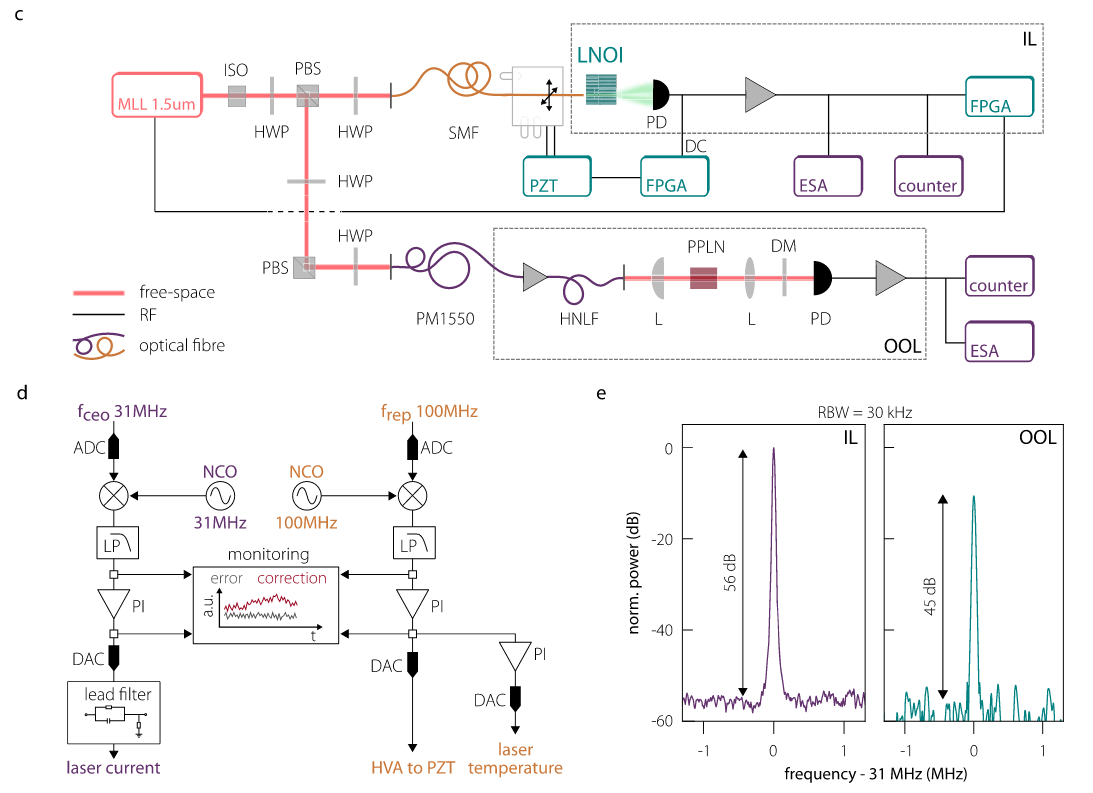 c
IL
LNOI
ISO
PBS
MLL 1.5um
FPGA
HWP
HWP
SMF
PD
DC
PZT
FPGA
ESA
counter
HWP
HWP
PBS
PPLN
DM
counter
free-space
RF
optical fibre
PM1550
HNLF
L
L
PD
OOL
ESA
d
fceo 31MHz
frep 100MHz
ADC
ADC
NCO
NCO
31MHz
100MHz
LP
LP
monitoring
error correction
a.u.
t
PI
PI
PI
DAC
DAC
DAC
lead filter
laser current
HVA to PZT
laser
temperature
e
RBW = 30 kHz
IL
OOL
norm. power (dB)
0
-20
-40
-60
56 dB
45 dB
-1
0
1
-1
0
1
frequency - 31 MHz (MHz)